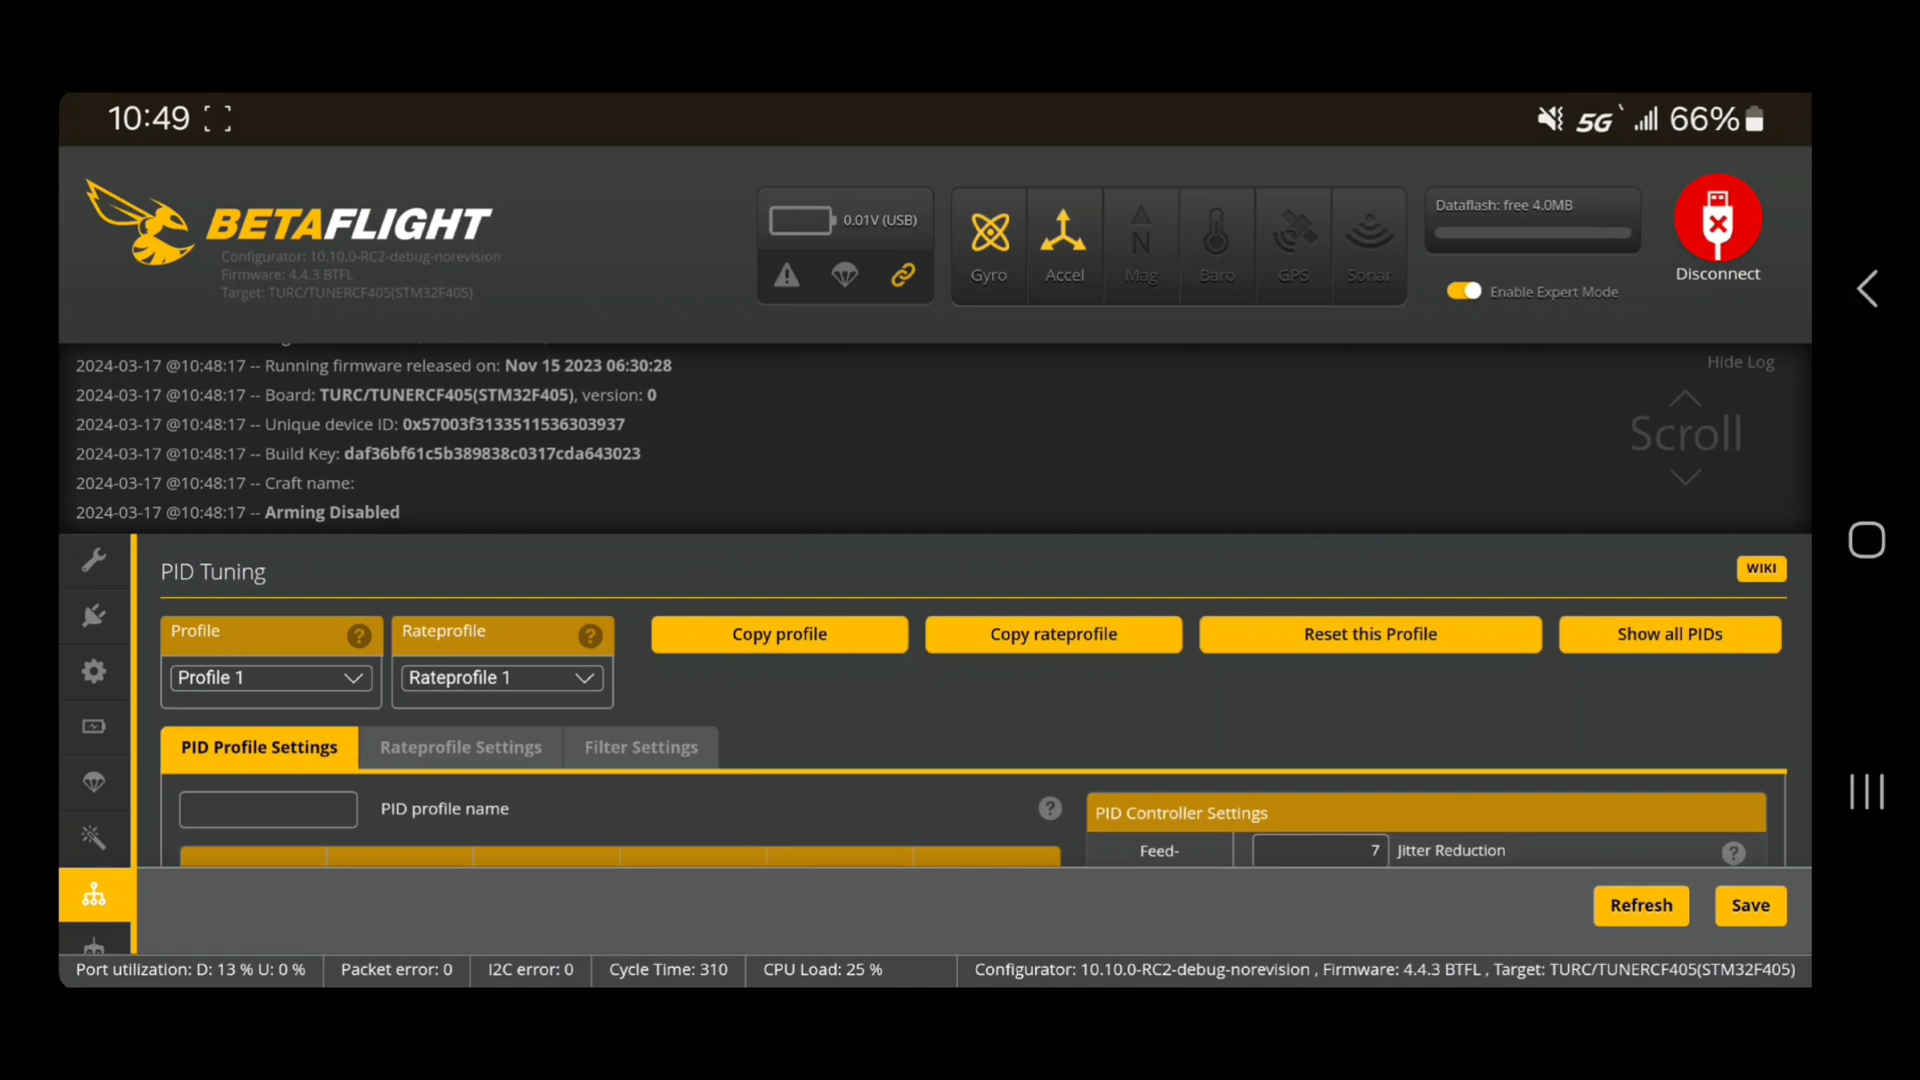 10:49
5G 66%
BETAFLIGHT
Configurator: 10.10.0-RC2-debug-norevision
Firmware: 4.4.3 BTFL
Target: TURC/TUNERCF405(STM32F405)
0.01V (USB)
Gyro
Accel
N
Mag
Baro
GPS
Sonar
Dataflash: free 4.0MB
Enable Expert Mode
Disconnect
2024-03-17 @10:48:17 -- Running firmware released on: Nov 15 2023 06:30:28
Hide Log
2024-03-17 @10:48:17 -- Board: TURC/TUNERCF405(STM32F405), version: 0
2024-03-17 @10:48:17 -- Unique device ID: 0x57003f3133511536303937
Scroll
2024-03-17 @10:48:17 -- Build Key: daf36bf61c5b389838c0317cda643023
2024-03-17 @10:48:17 -- Craft name:
2024-03-17 @10:48:17 -- Arming Disabled
PID Tuning
WIKI
Profile ?
Rateprofile ?
Profile 1
Rateprofile 1
Copy profile
Copy rateprofile
Reset this Profile
Show all PIDs
PID Profile Settings
Rateprofile Settings
Filter Settings
PID profile name ?
PID Controller Settings
Feed-
7 Jitter Reduction ?
Refresh
Save
Port utilization: D: 13 % U: 0 %
Packet error: 0
I2C error: 0
Cycle Time: 310
CPU Load: 25 %
Configurator: 10.10.0-RC2-debug-norevision , Firmware: 4.4.3 BTFL , Target: TURC/TUNERCF405(STM32F405)